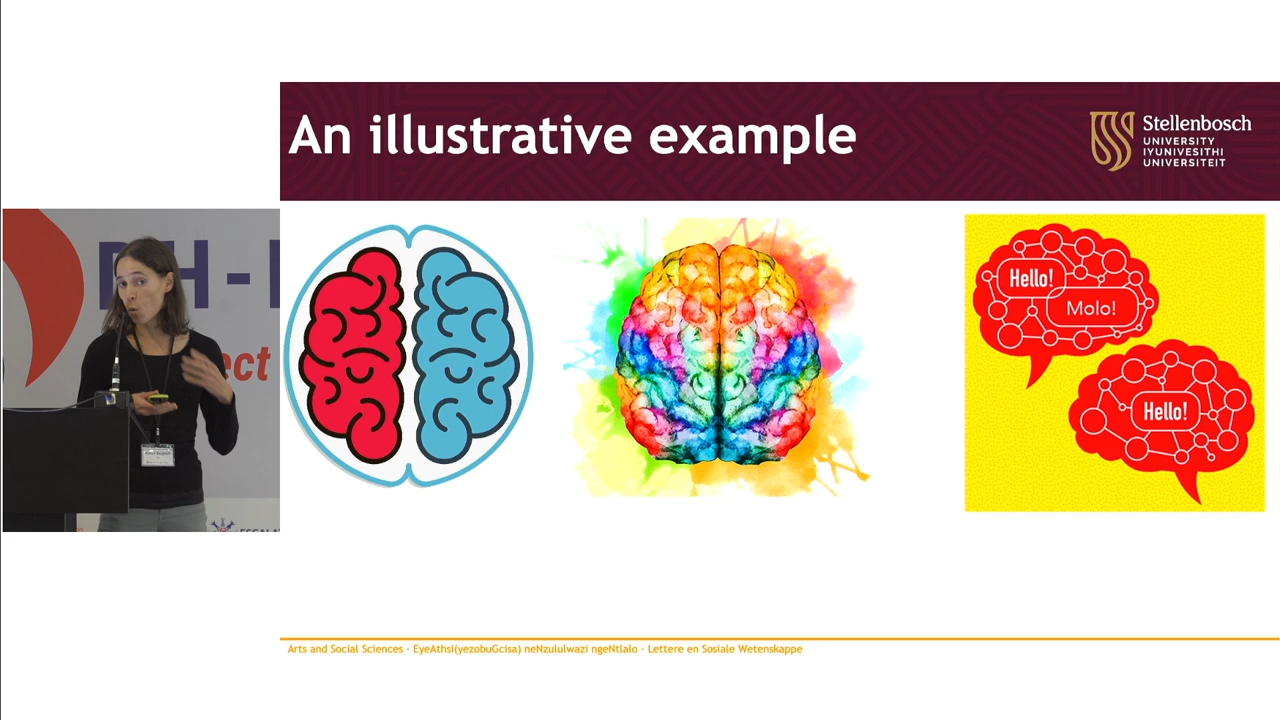 An illustrative example
Stellenbosch
UNIVERSITY
IYUNIVESITHI
UNIVERSITEIT
Hello!
Molo!
Hello!
Arts and Social Sciences · EyeAthsi(yezobuGcisa) neNzululwazi ngeNtlalo · Lettere en Sosiale Wetenskappe